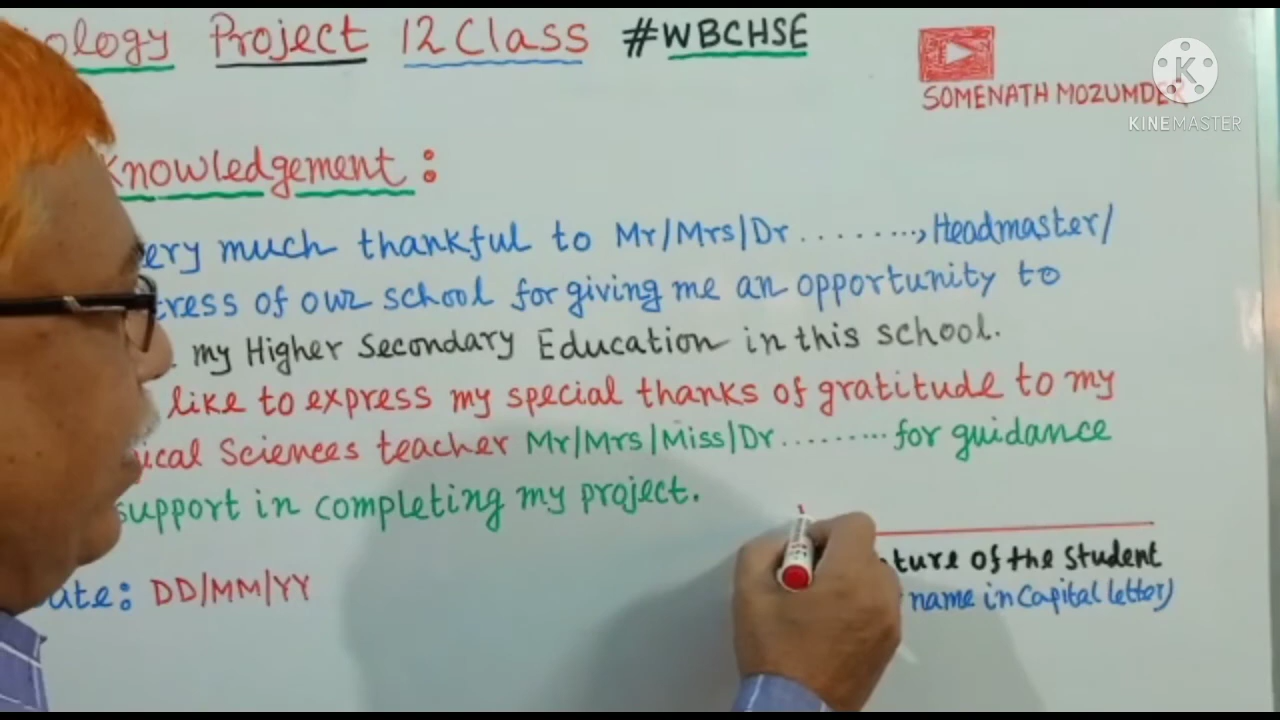 ology Project 12 Class #WBCHSE
SOMENATH MOZUMDER
KINEMASTER
knowledgement :
ery much thankful to Mr/Mrs/Dr ........., Headmaster/
tress of our school for giving me an opportunity to
my Higher Secondary Education in this school.
like to express my special thanks of gratitude to my
ical Sciences teacher Mr/Mrs/Miss/Dr ......... for guidance
support in completing my project.
ture of the Student
Date: DD/MM/YY
name in Capital letter)